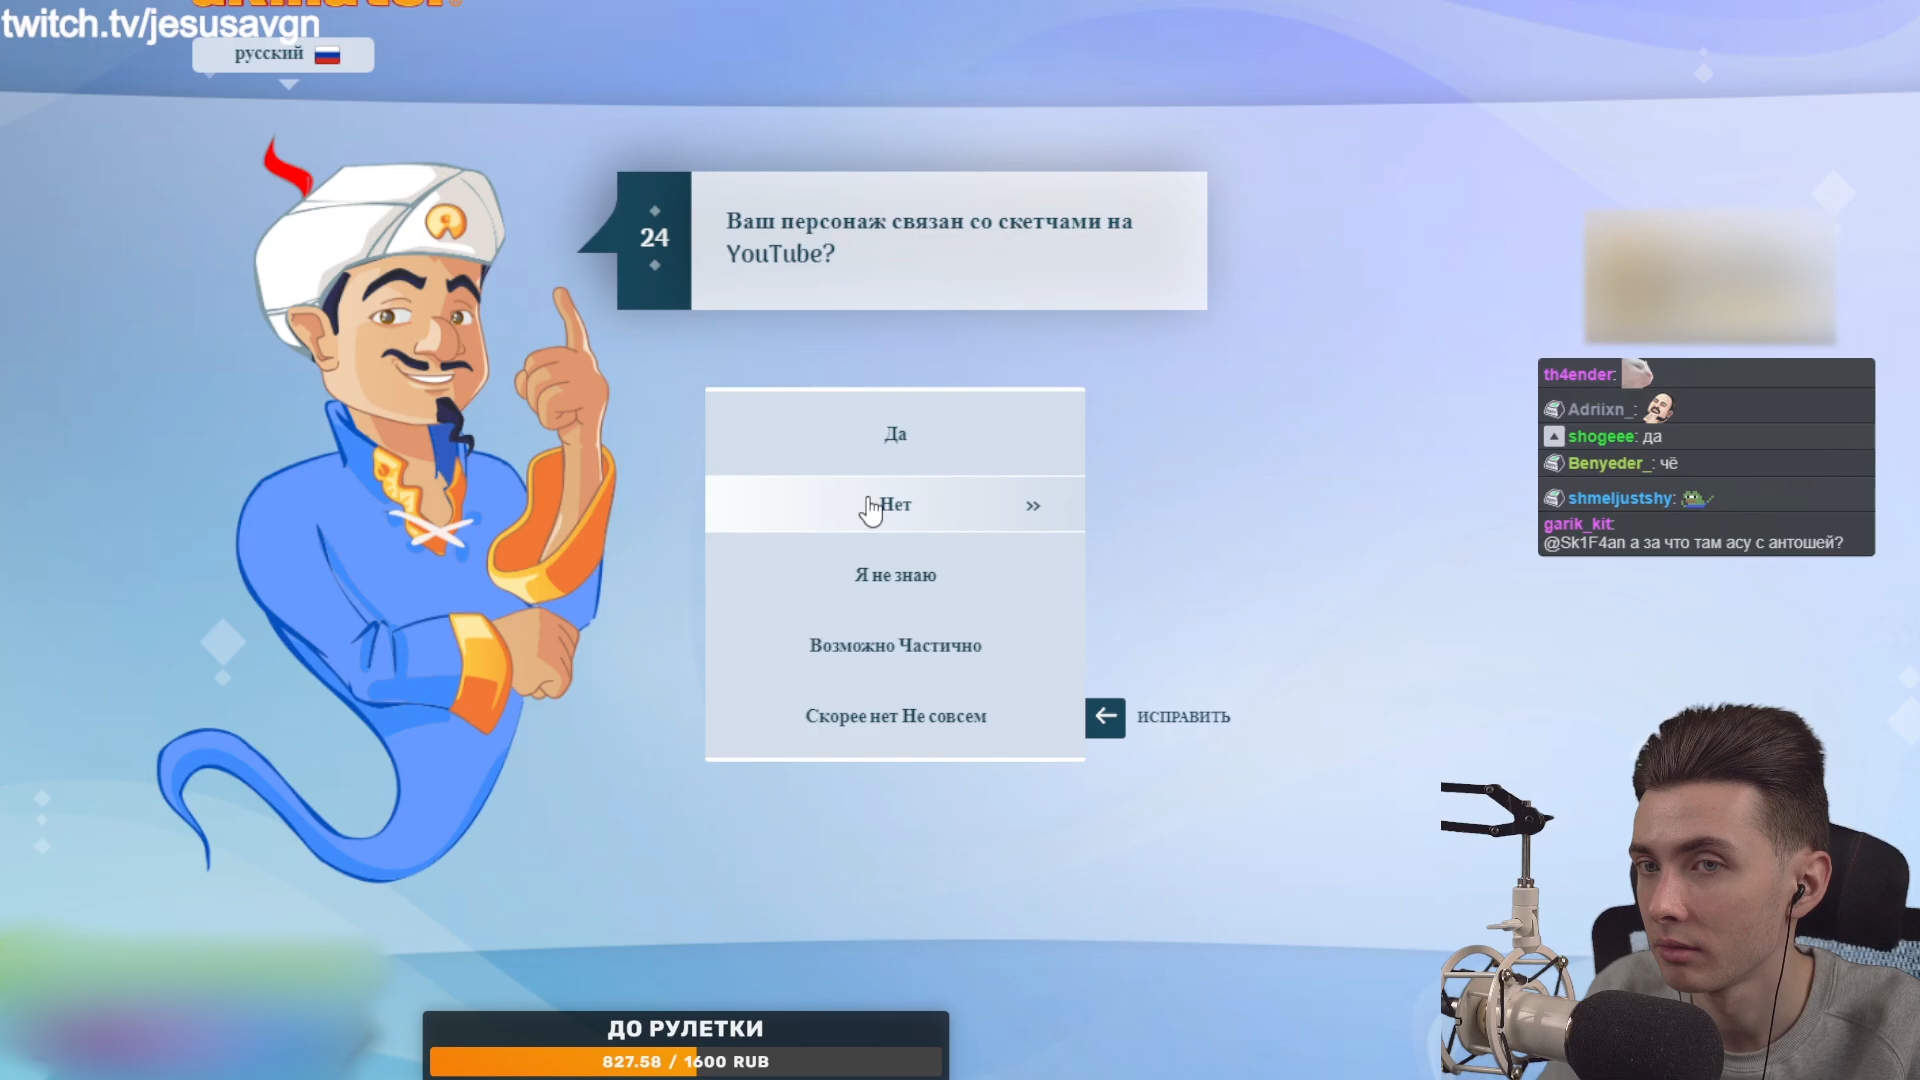 akinator
twitch.tv/jesusavgn
русский
24
Ваш персонаж связан со скетчами на
YouTube?
Да
Нет
Я не знаю
Возможно Частично
Скорее нет Не совсем
ИСПРАВИТЬ
th4ender:
Adriixn_:
shogeee: да
Benyeder_: чё
shmeljustshy:
garik_kit:
@Sk1F4an а за что там асу с антошей?
ДО РУЛЕТКИ
827.58 / 1600 RUB